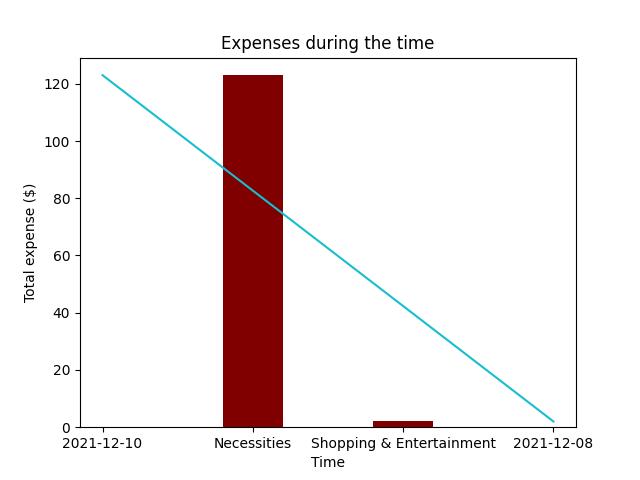 Expenses during the time
Total expense ($)
120
100
80
60
40
20
0
2021-12-10 Necessities Shopping & Entertainment 2021-12-08
Time